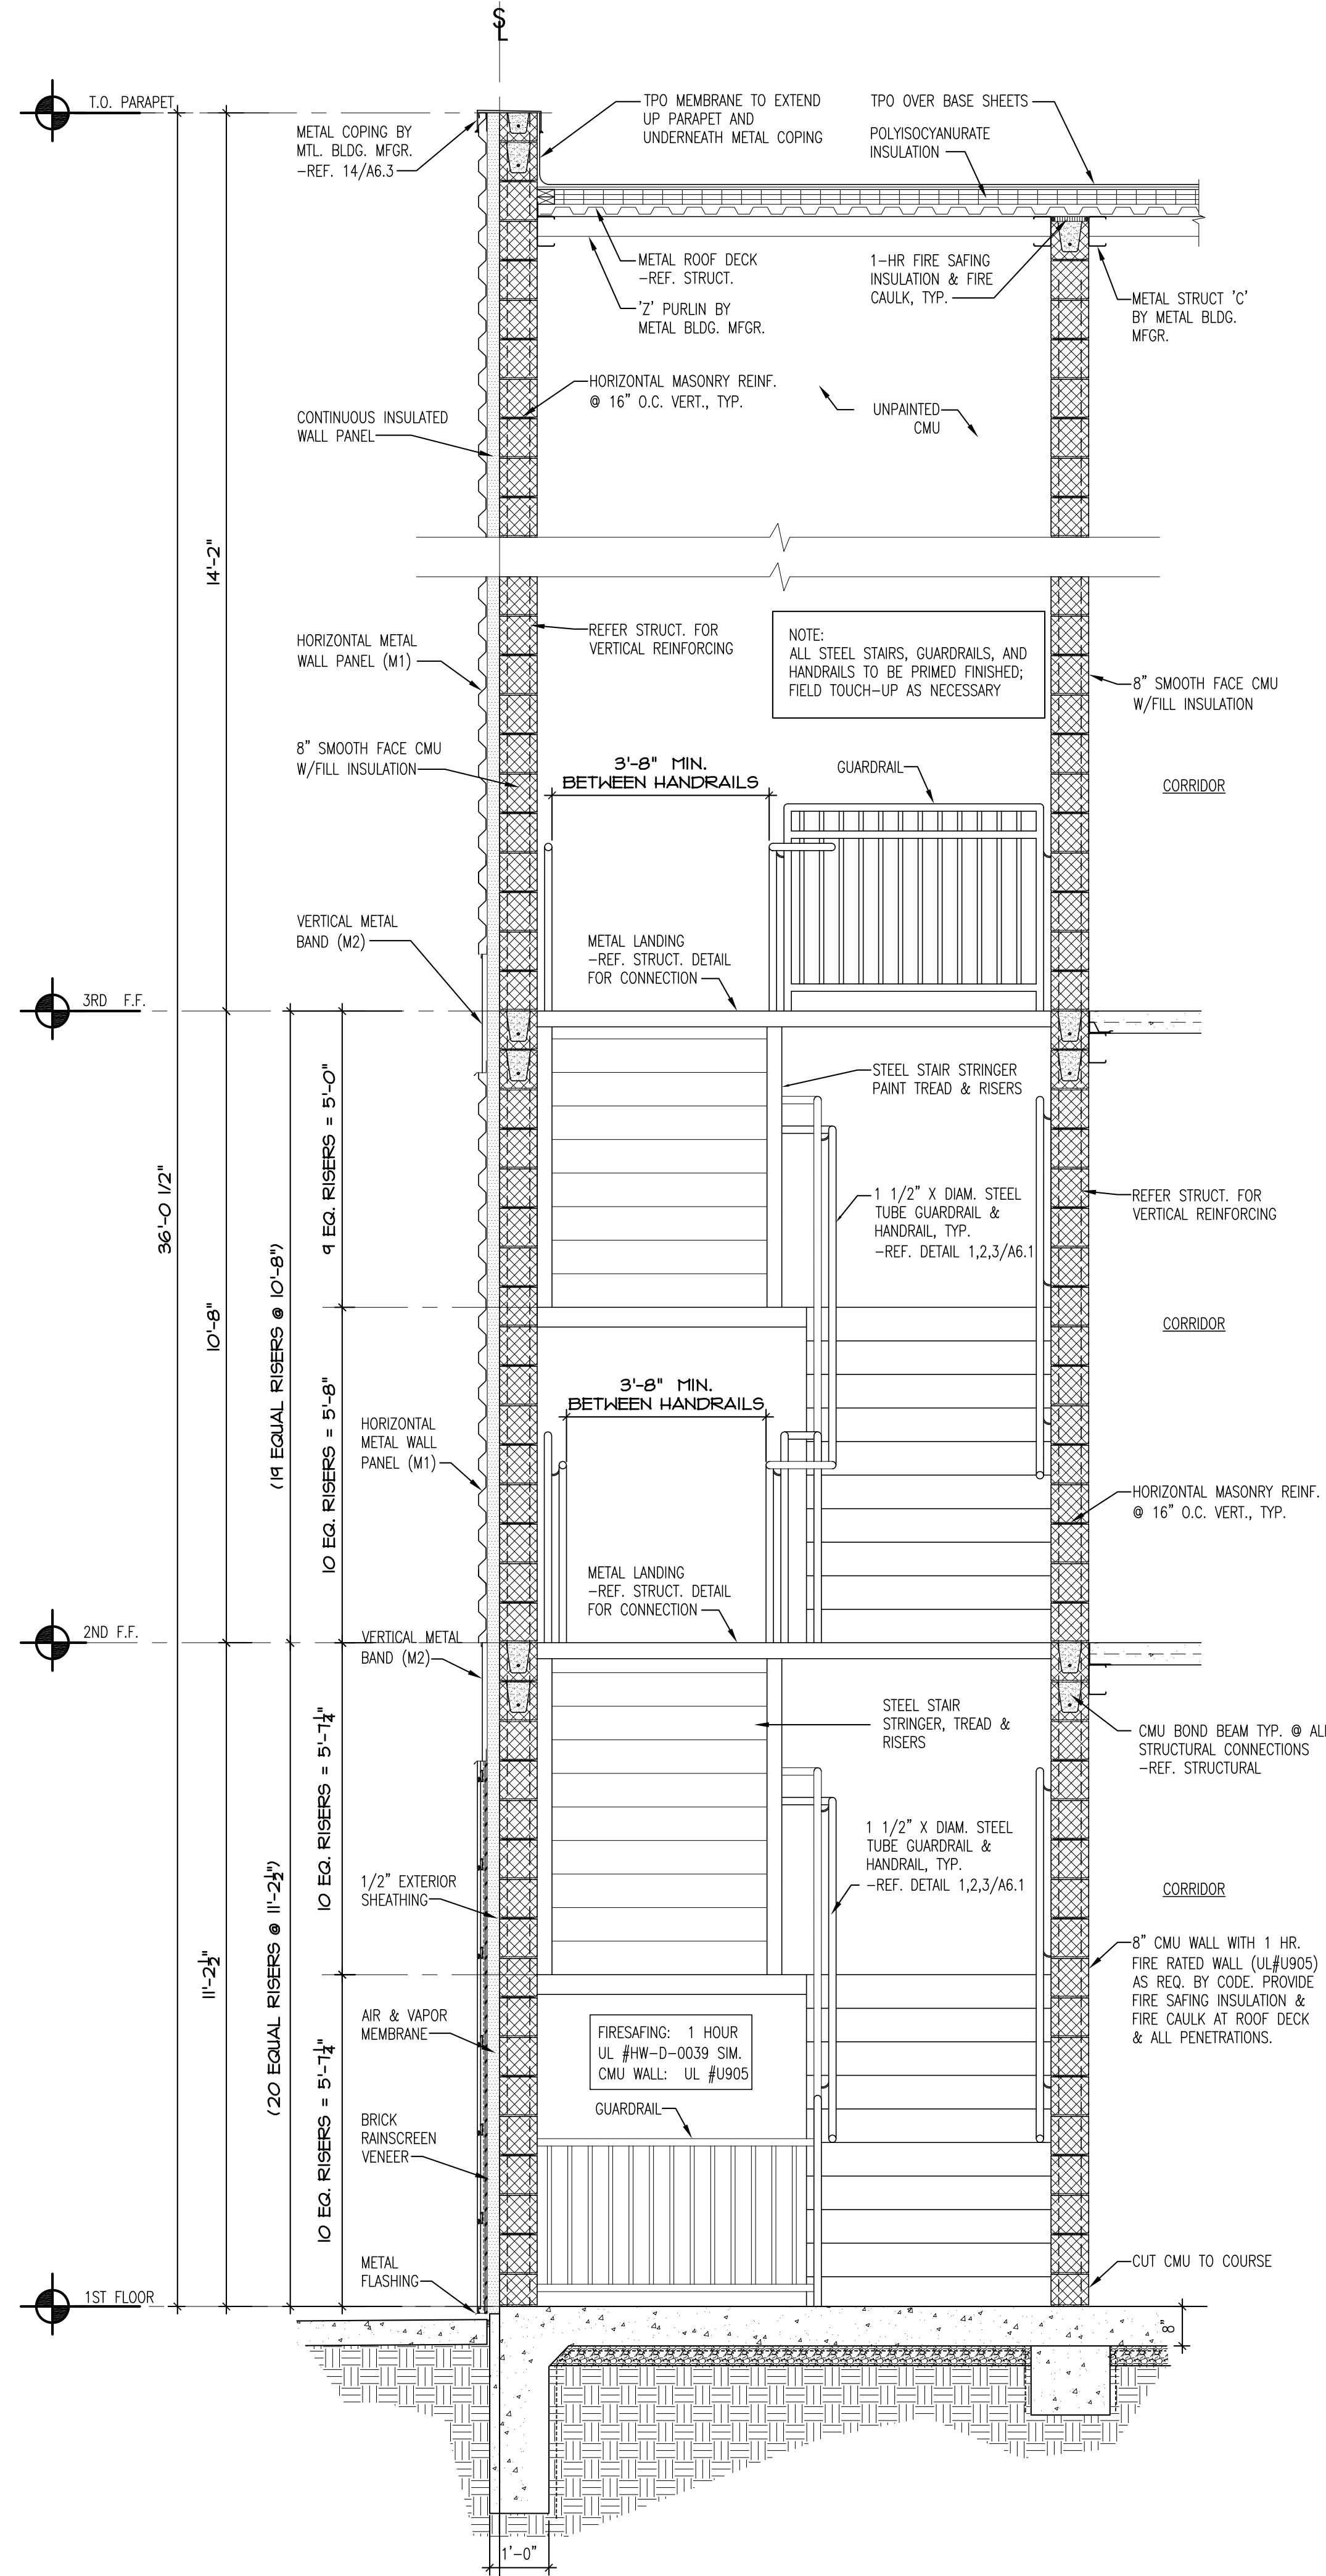 T.O. PARAPET
METAL COPING BY
MTL. BLDG. MFGR.
-REF. 14/A6.3
TPO MEMBRANE TO EXTEND
UP PARAPET AND
UNDERNEATH METAL COPING
TPO OVER BASE SHEETS
POLYISOCYANURATE
INSULATION
METAL ROOF DECK
-REF. STRUCT.
'Z' PURLIN BY
METAL BLDG. MFGR.
1-HR FIRE SAFING
INSULATION & FIRE
CAULK, TYP.
METAL STRUCT 'C'
BY METAL BLDG.
MFGR.
HORIZONTAL MASONRY REINF.
@ 16" O.C. VERT., TYP.
UNPAINTED
CMU
CONTINUOUS INSULATED
WALL PANEL
14'-2"
HORIZONTAL METAL
WALL PANEL (M1)
REFER STRUCT. FOR
VERTICAL REINFORCING
NOTE:
ALL STEEL STAIRS, GUARDRAILS, AND
HANDRAILS TO BE PRIMED FINISHED;
FIELD TOUCH-UP AS NECESSARY
8" SMOOTH FACE CMU
W/FILL INSULATION
8" SMOOTH FACE CMU
W/FILL INSULATION
3'-8" MIN.
BETWEEN HANDRAILS
GUARDRAIL
CORRIDOR
VERTICAL METAL
BAND (M2)
METAL LANDING
-REF. STRUCT. DETAIL
FOR CONNECTION
3RD F.F.
9 EQ. RISERS = 5'-0"
STEEL STAIR STRINGER
PAINT TREAD & RISERS
36'-0 1/2"
10'-8"
(19 EQUAL RISERS @ 10'-8")
1 1/2" X DIAM. STEEL
TUBE GUARDRAIL &
HANDRAIL, TYP.
-REF. DETAIL 1,2,3/A6.1
REFER STRUCT. FOR
VERTICAL REINFORCING
CORRIDOR
10 EQ. RISERS = 5'-8"
3'-8" MIN.
BETWEEN HANDRAILS
HORIZONTAL
METAL WALL
PANEL (M1)
HORIZONTAL MASONRY REINF.
@ 16" O.C. VERT., TYP.
METAL LANDING
-REF. STRUCT. DETAIL
FOR CONNECTION
2ND F.F.
VERTICAL METAL
BAND (M2)
STEEL STAIR
STRINGER, TREAD &
RISERS
CMU BOND BEAM TYP. @ ALL
STRUCTURAL CONNECTIONS
-REF. STRUCTURAL
10 EQ. RISERS = 5'-7 1/4"
1/2" EXTERIOR
SHEATHING
1 1/2" X DIAM. STEEL
TUBE GUARDRAIL &
HANDRAIL, TYP.
-REF. DETAIL 1,2,3/A6.1
CORRIDOR
11'-2 1/2"
(20 EQUAL RISERS @ 11'-2 1/2")
8" CMU WALL WITH 1 HR.
FIRE RATED WALL (UL#U905)
AS REQ. BY CODE. PROVIDE
FIRE SAFING INSULATION &
FIRE CAULK AT ROOF DECK
& ALL PENETRATIONS.
AIR & VAPOR
MEMBRANE
FIRESAFING: 1 HOUR
UL #HW-D-0039 SIM.
CMU WALL: UL #U905
10 EQ. RISERS = 5'-7 1/4"
GUARDRAIL
BRICK
RAINSCREEN
VENEER
METAL
FLASHING
CUT CMU TO COURSE
1ST FLOOR
8"
1'-0"